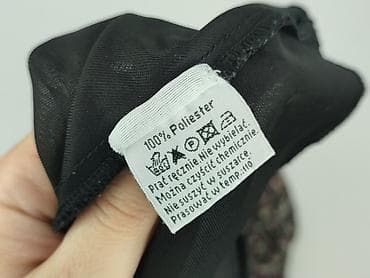 100% Poliester
P
Prać ręcznie. Nie wybielać.
Można czyścić chemicznie.
Nie suszyć w suszarce.
Prasować w temp.110